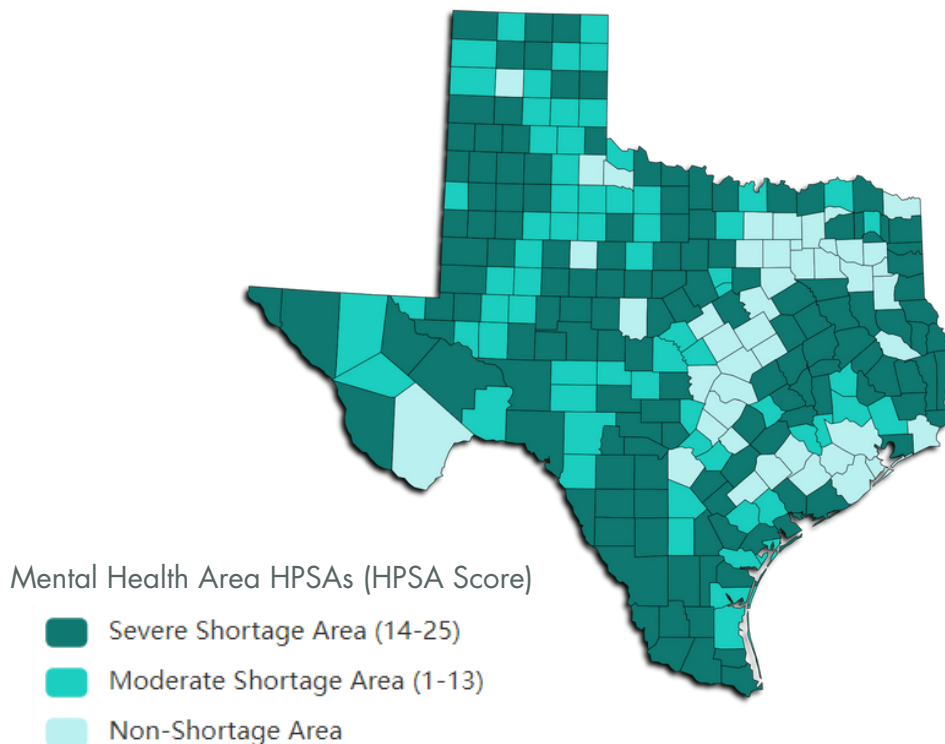 Mental Health Area HPSAs (HPSA Score)
Severe Shortage Area (14-25)
Moderate Shortage Area (1-13)
Non-Shortage Area